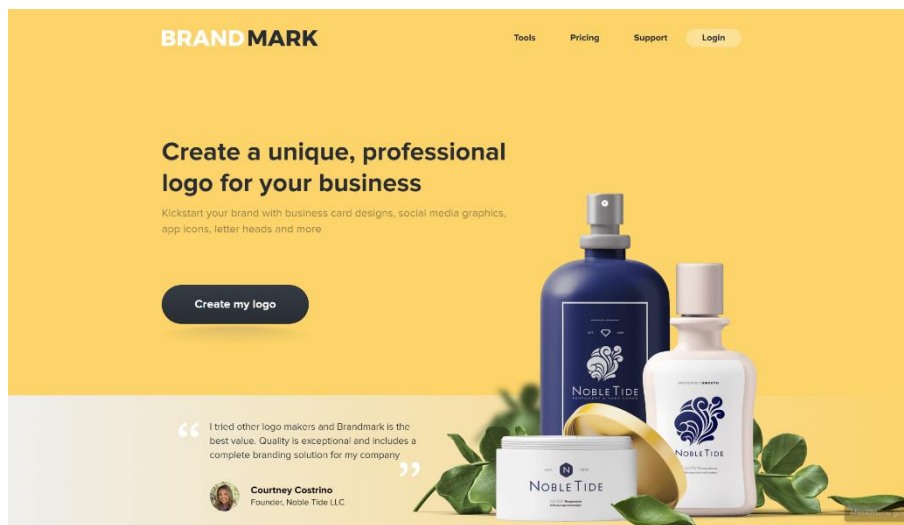 BRANDMARK
Tools
Pricing
Support
Login
Create a unique, professional
logo for your business
Kickstart your brand with business card designs, social media graphics,
app icons, letter heads and more
Create my logo
“ I tried other logo makers and Brandmark is the
best value. Quality is exceptional and includes a
complete branding solution for my company ”
Courtney Costrino
Founder, Noble Tide LLC
NOBLE TIDE
SMOOTH
NOBLE TIDE
N
NOBLE TIDE